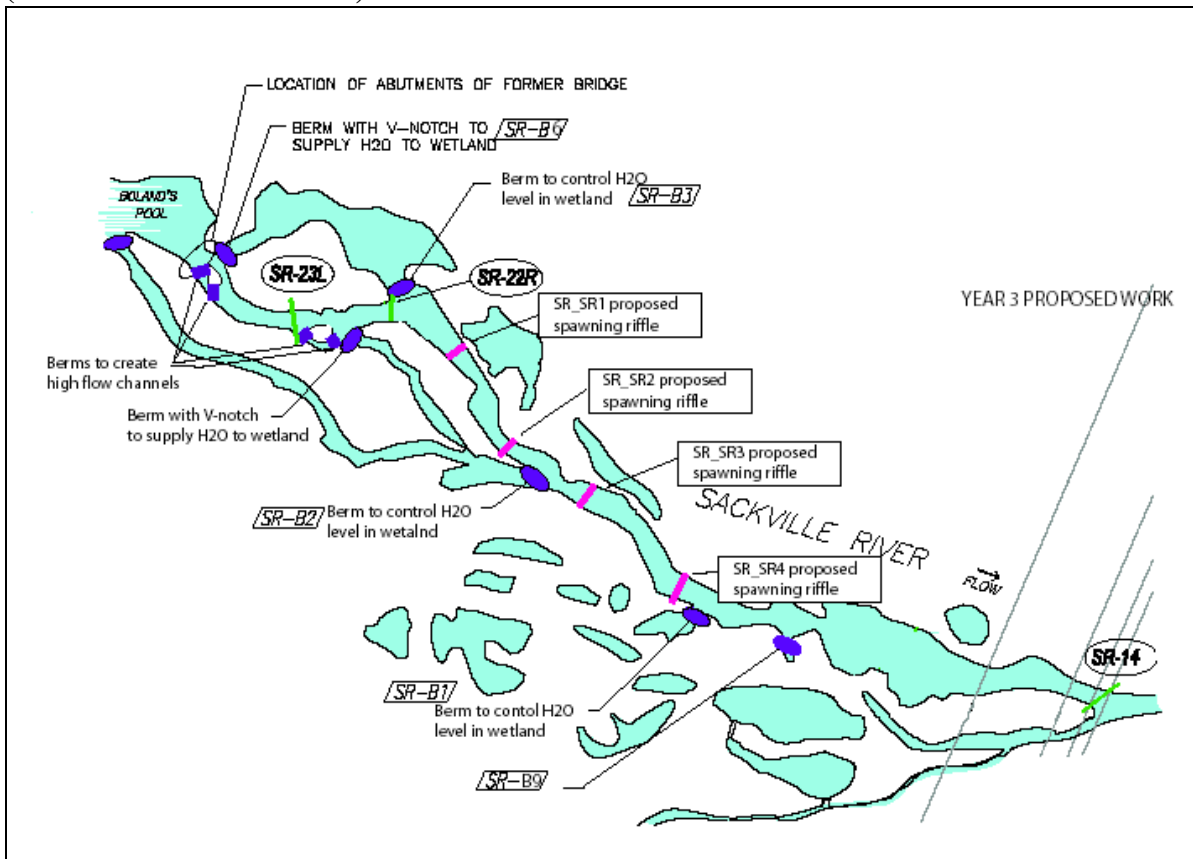 LOCATION OF ABUTMENTS OF FORMER BRIDGE
BERM WITH V-NOTCH TO SR-B6
SUPPLY H2O TO WETLAND
Berm to control H2O
level in wetland SR-B3
BOLAND'S
POOL
SR-23L
SR-22R
YEAR 3 PROPOSED WORK
SR_SR1 proposed
spawning riffle
Berms to create
high flow channels
SR_SR2 proposed
spawning riffle
Berm with V-notch
to supply H2O to wetland
SR_SR3 proposed
spawning riffle
SACKVILLE RIVER
SR-B2 Berm to control H2O
level in wetalnd
SR_SR4 proposed
spawning riffle
FLOW
SR-14
SR-B1
Berm to contol H2O
level in wetland
SR-B9